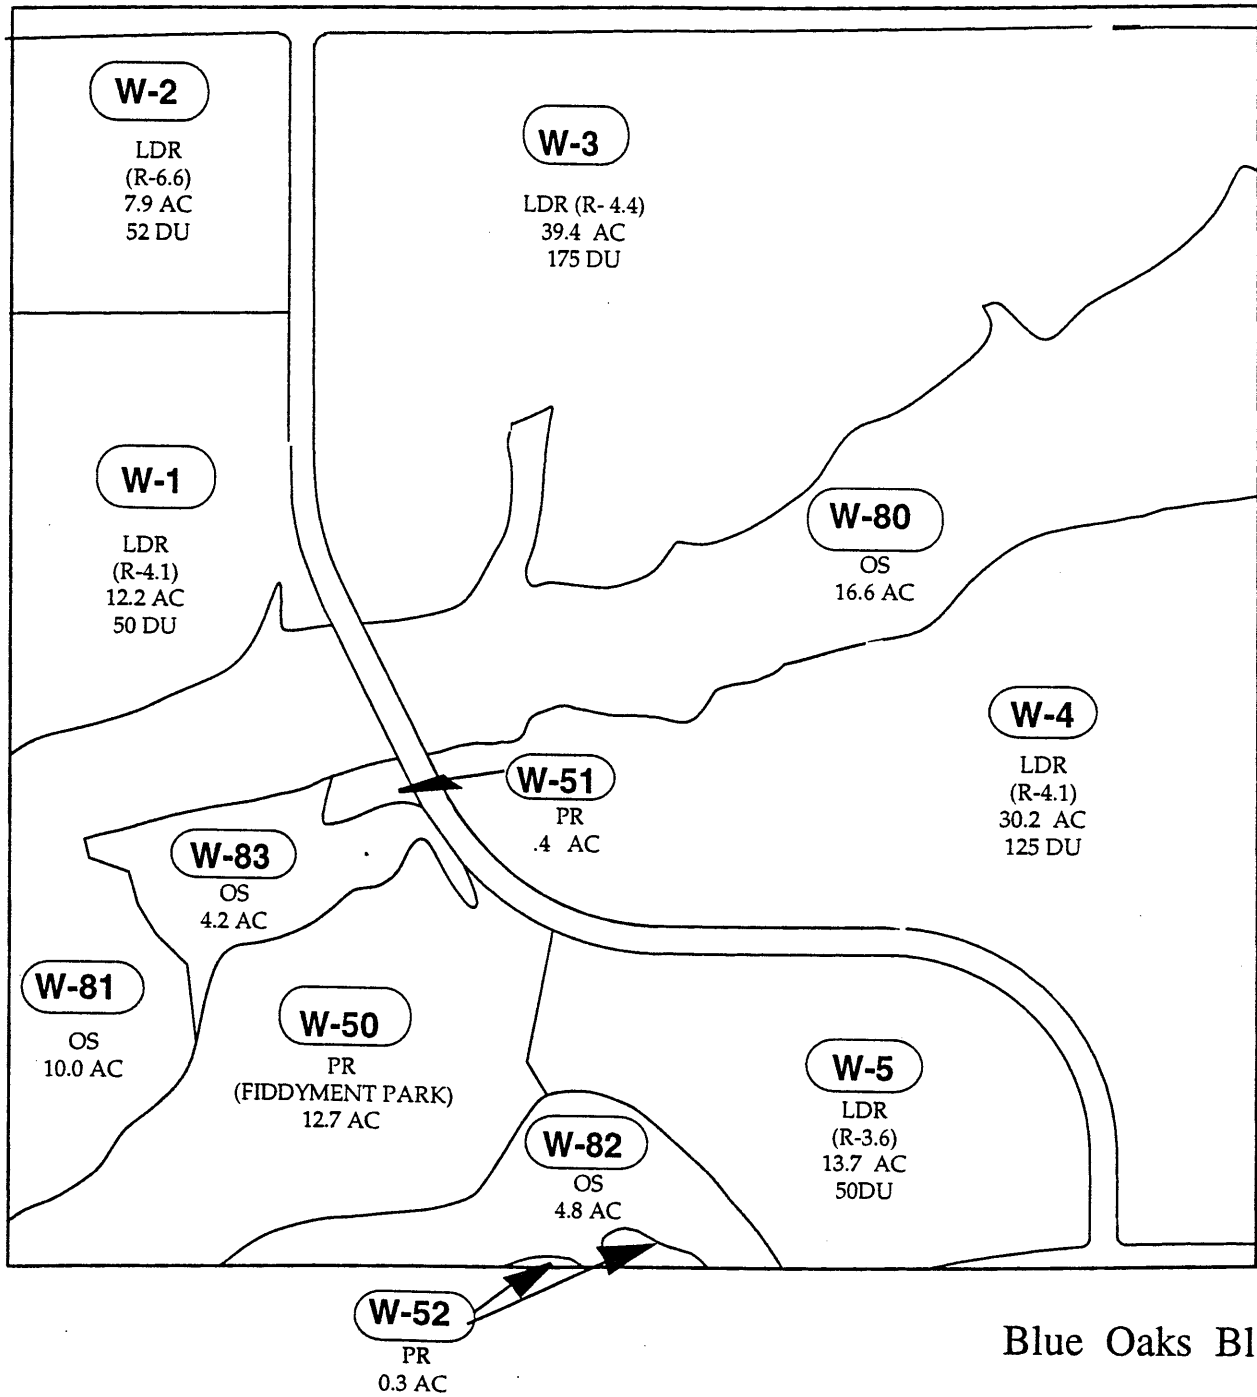 W-2
LDR
(R-6.6)
7.9 AC
52 DU
W-3
LDR (R- 4.4)
39.4 AC
175 DU
W-1
LDR
(R-4.1)
12.2 AC
50 DU
W-80
OS
16.6 AC
W-4
LDR
(R-4.1)
30.2 AC
125 DU
W-51
PR
.4 AC
W-83
OS
4.2 AC
W-81
OS
10.0 AC
W-50
PR
(FIDDYMENT PARK)
12.7 AC
W-5
LDR
(R-3.6)
13.7 AC
50DU
W-82
OS
4.8 AC
W-52
PR
0.3 AC
Blue Oaks Bl